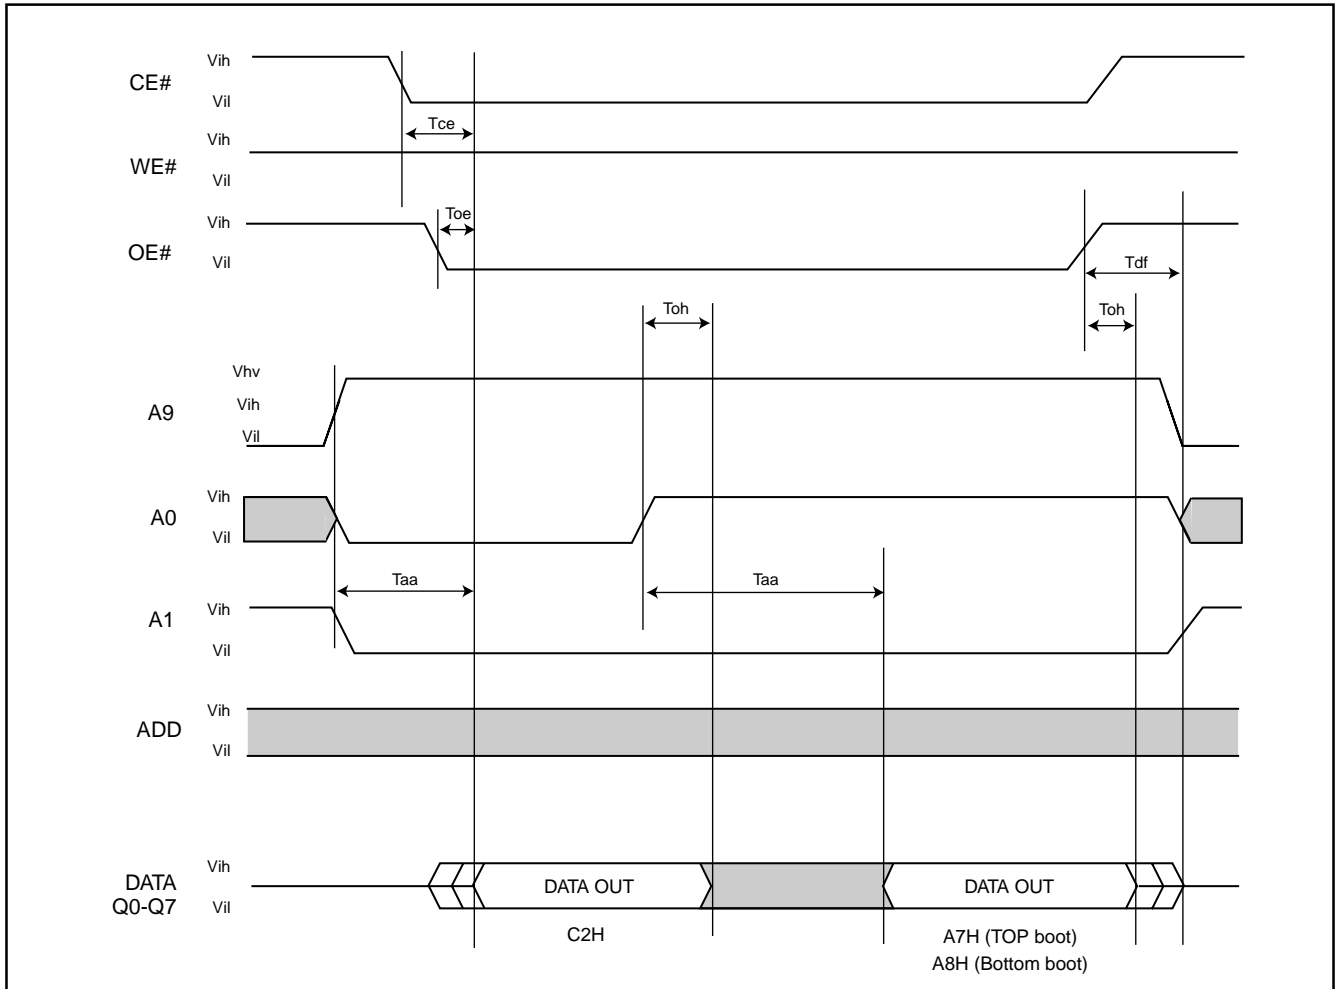 CE#
Vih
Vil
Tce
WE#
Vih
Vil
Toe
OE#
Vih
Vil
Tdf
Toh
Toh
A9
Vhv
Vih
Vil
A0
Vih
Vil
Taa
Taa
A1
Vih
Vil
ADD
Vih
Vil
DATA
Q0-Q7
Vih
Vil
DATA OUT
DATA OUT
C2H
A7H (TOP boot)
A8H (Bottom boot)